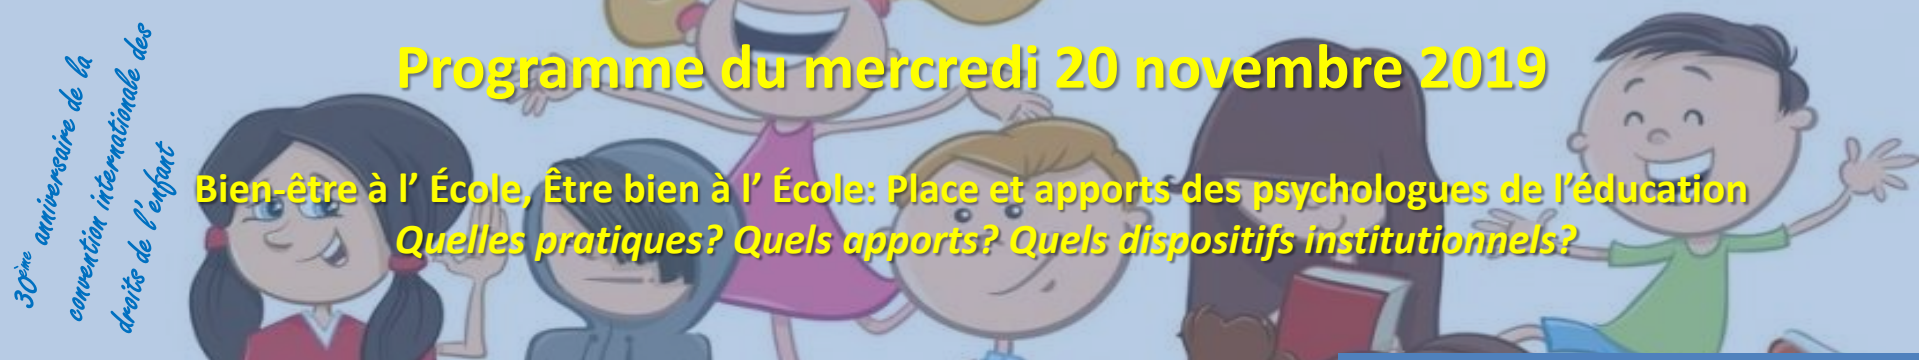 30ème anniversaire de la
convention internationale des
droits de l'enfant
Programme du mercredi 20 novembre 2019
Bien-être à l’ École, Être bien à l’ École: Place et apports des psychologues de l’éducation
Quelles pratiques? Quels apports? Quels dispositifs institutionnels?